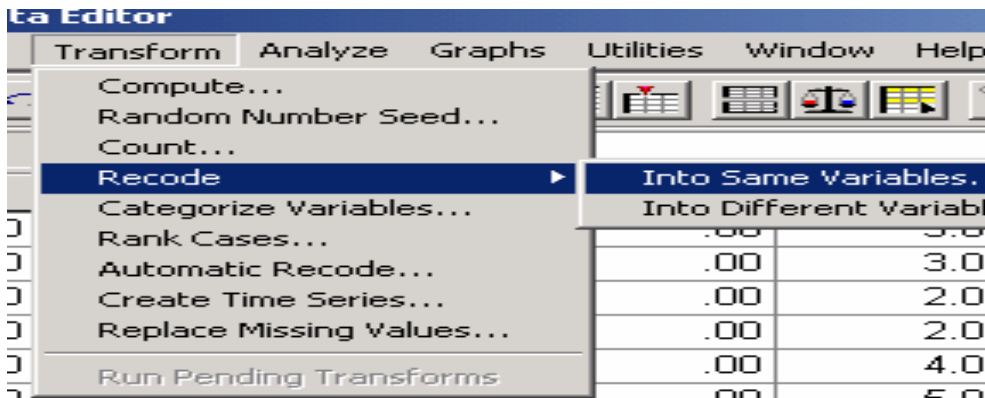 ta Editor
Transform Analyze Graphs Utilities Window Help
Compute...
Random Number Seed...
Count...
Recode Into Same Variables.
Categorize Variables... Into Different Variabl
Rank Cases...
Automatic Recode... .00 3.0
Create Time Series... .00 2.0
Replace Missing Values... .00 2.0
.00 4.0
Run Pending Transforms